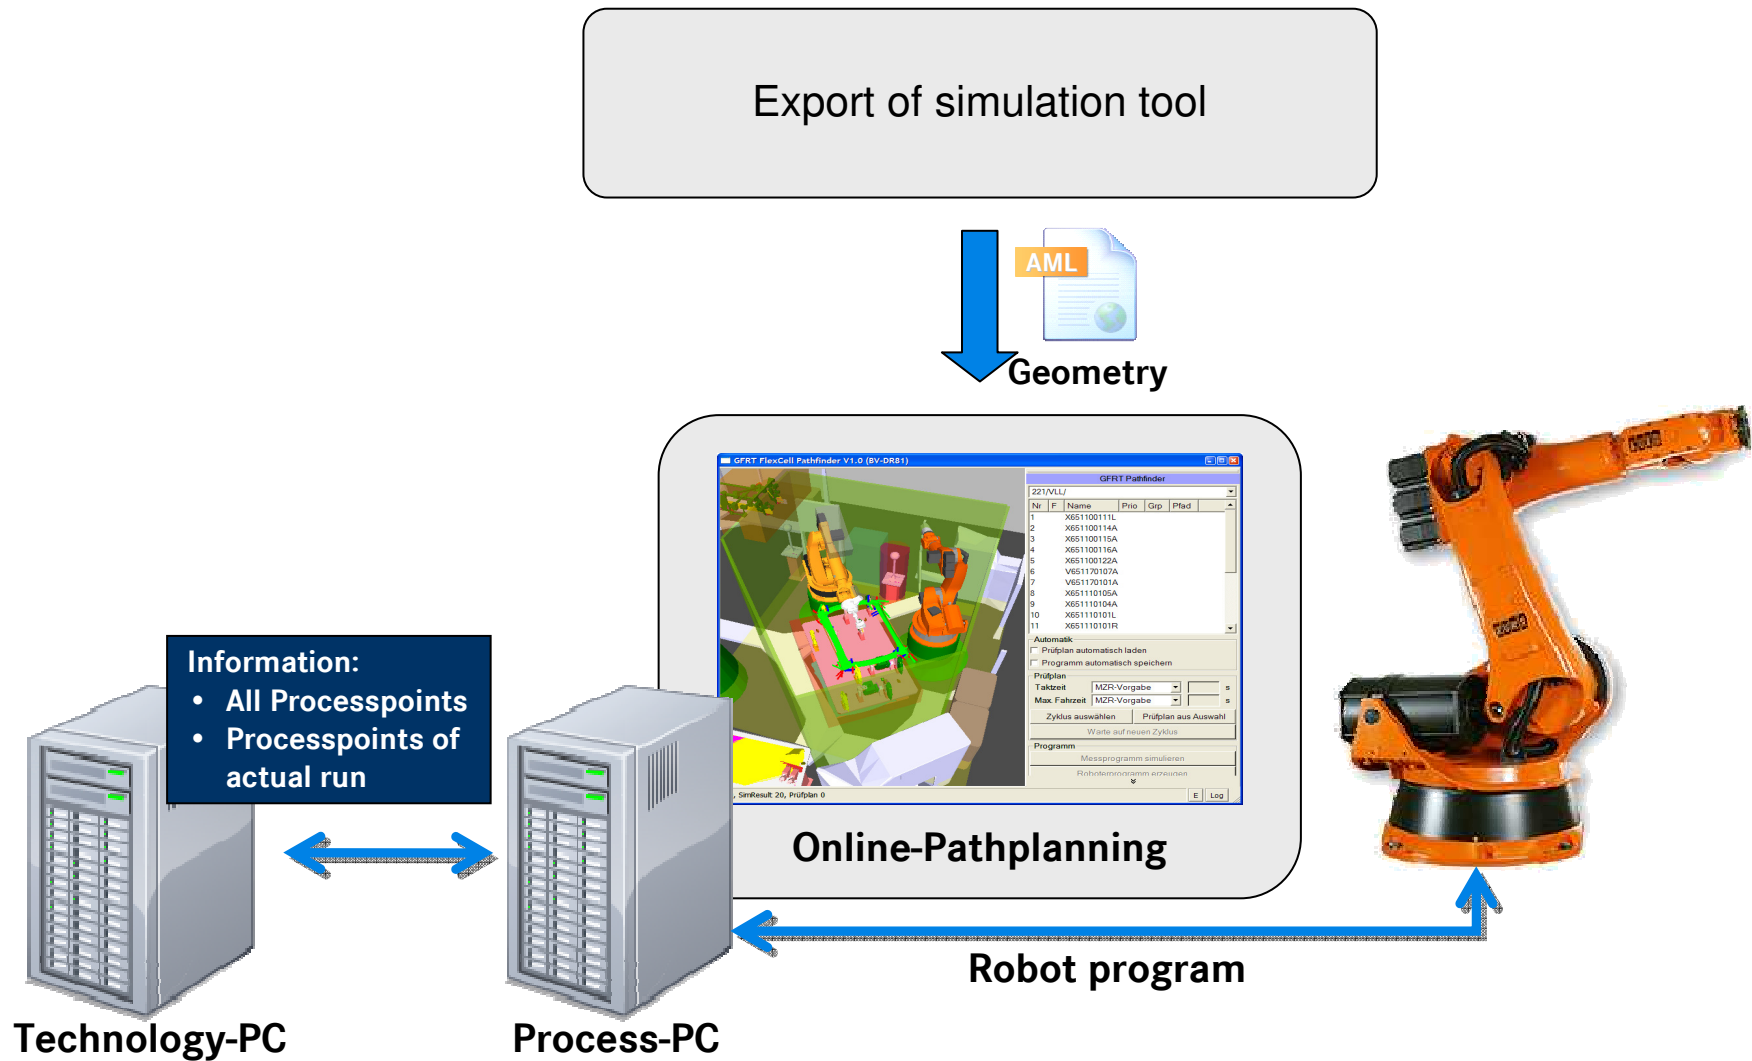 Export of simulation tool
AML
Geometry
GFRT FlexCell Pathfinder V1.0 (BV-DR81)
GFRT Pathfinder
221/VLL/
Nr F Name Prio Grp Pfad
1 X651100111L
2 X651100114A
3 X651100115A
4 X651100116A
5 X651100122A
6 V651170107A
7 V651170101A
8 X651110105A
9 X651110104A
10 X651110101L
11 X651110101R
Automatik
Prüfplan automatisch laden
Programm automatisch speichern
Prüfplan
Taktzeit MZR-Vorgabe s
Max. Fahrzeit MZR-Vorgabe s
Zyklus auswählen Prüfplan aus Auswahl
Warte auf neuen Zyklus
Programm
Messprogramm simulieren
Roboterprogramm erzeugen
, SimResult 20, Prüfplan 0 E Log
Online-Pathplanning
Information:
• All Processpoints
• Processpoints of
actual run
Robot program
Technology-PC
Process-PC